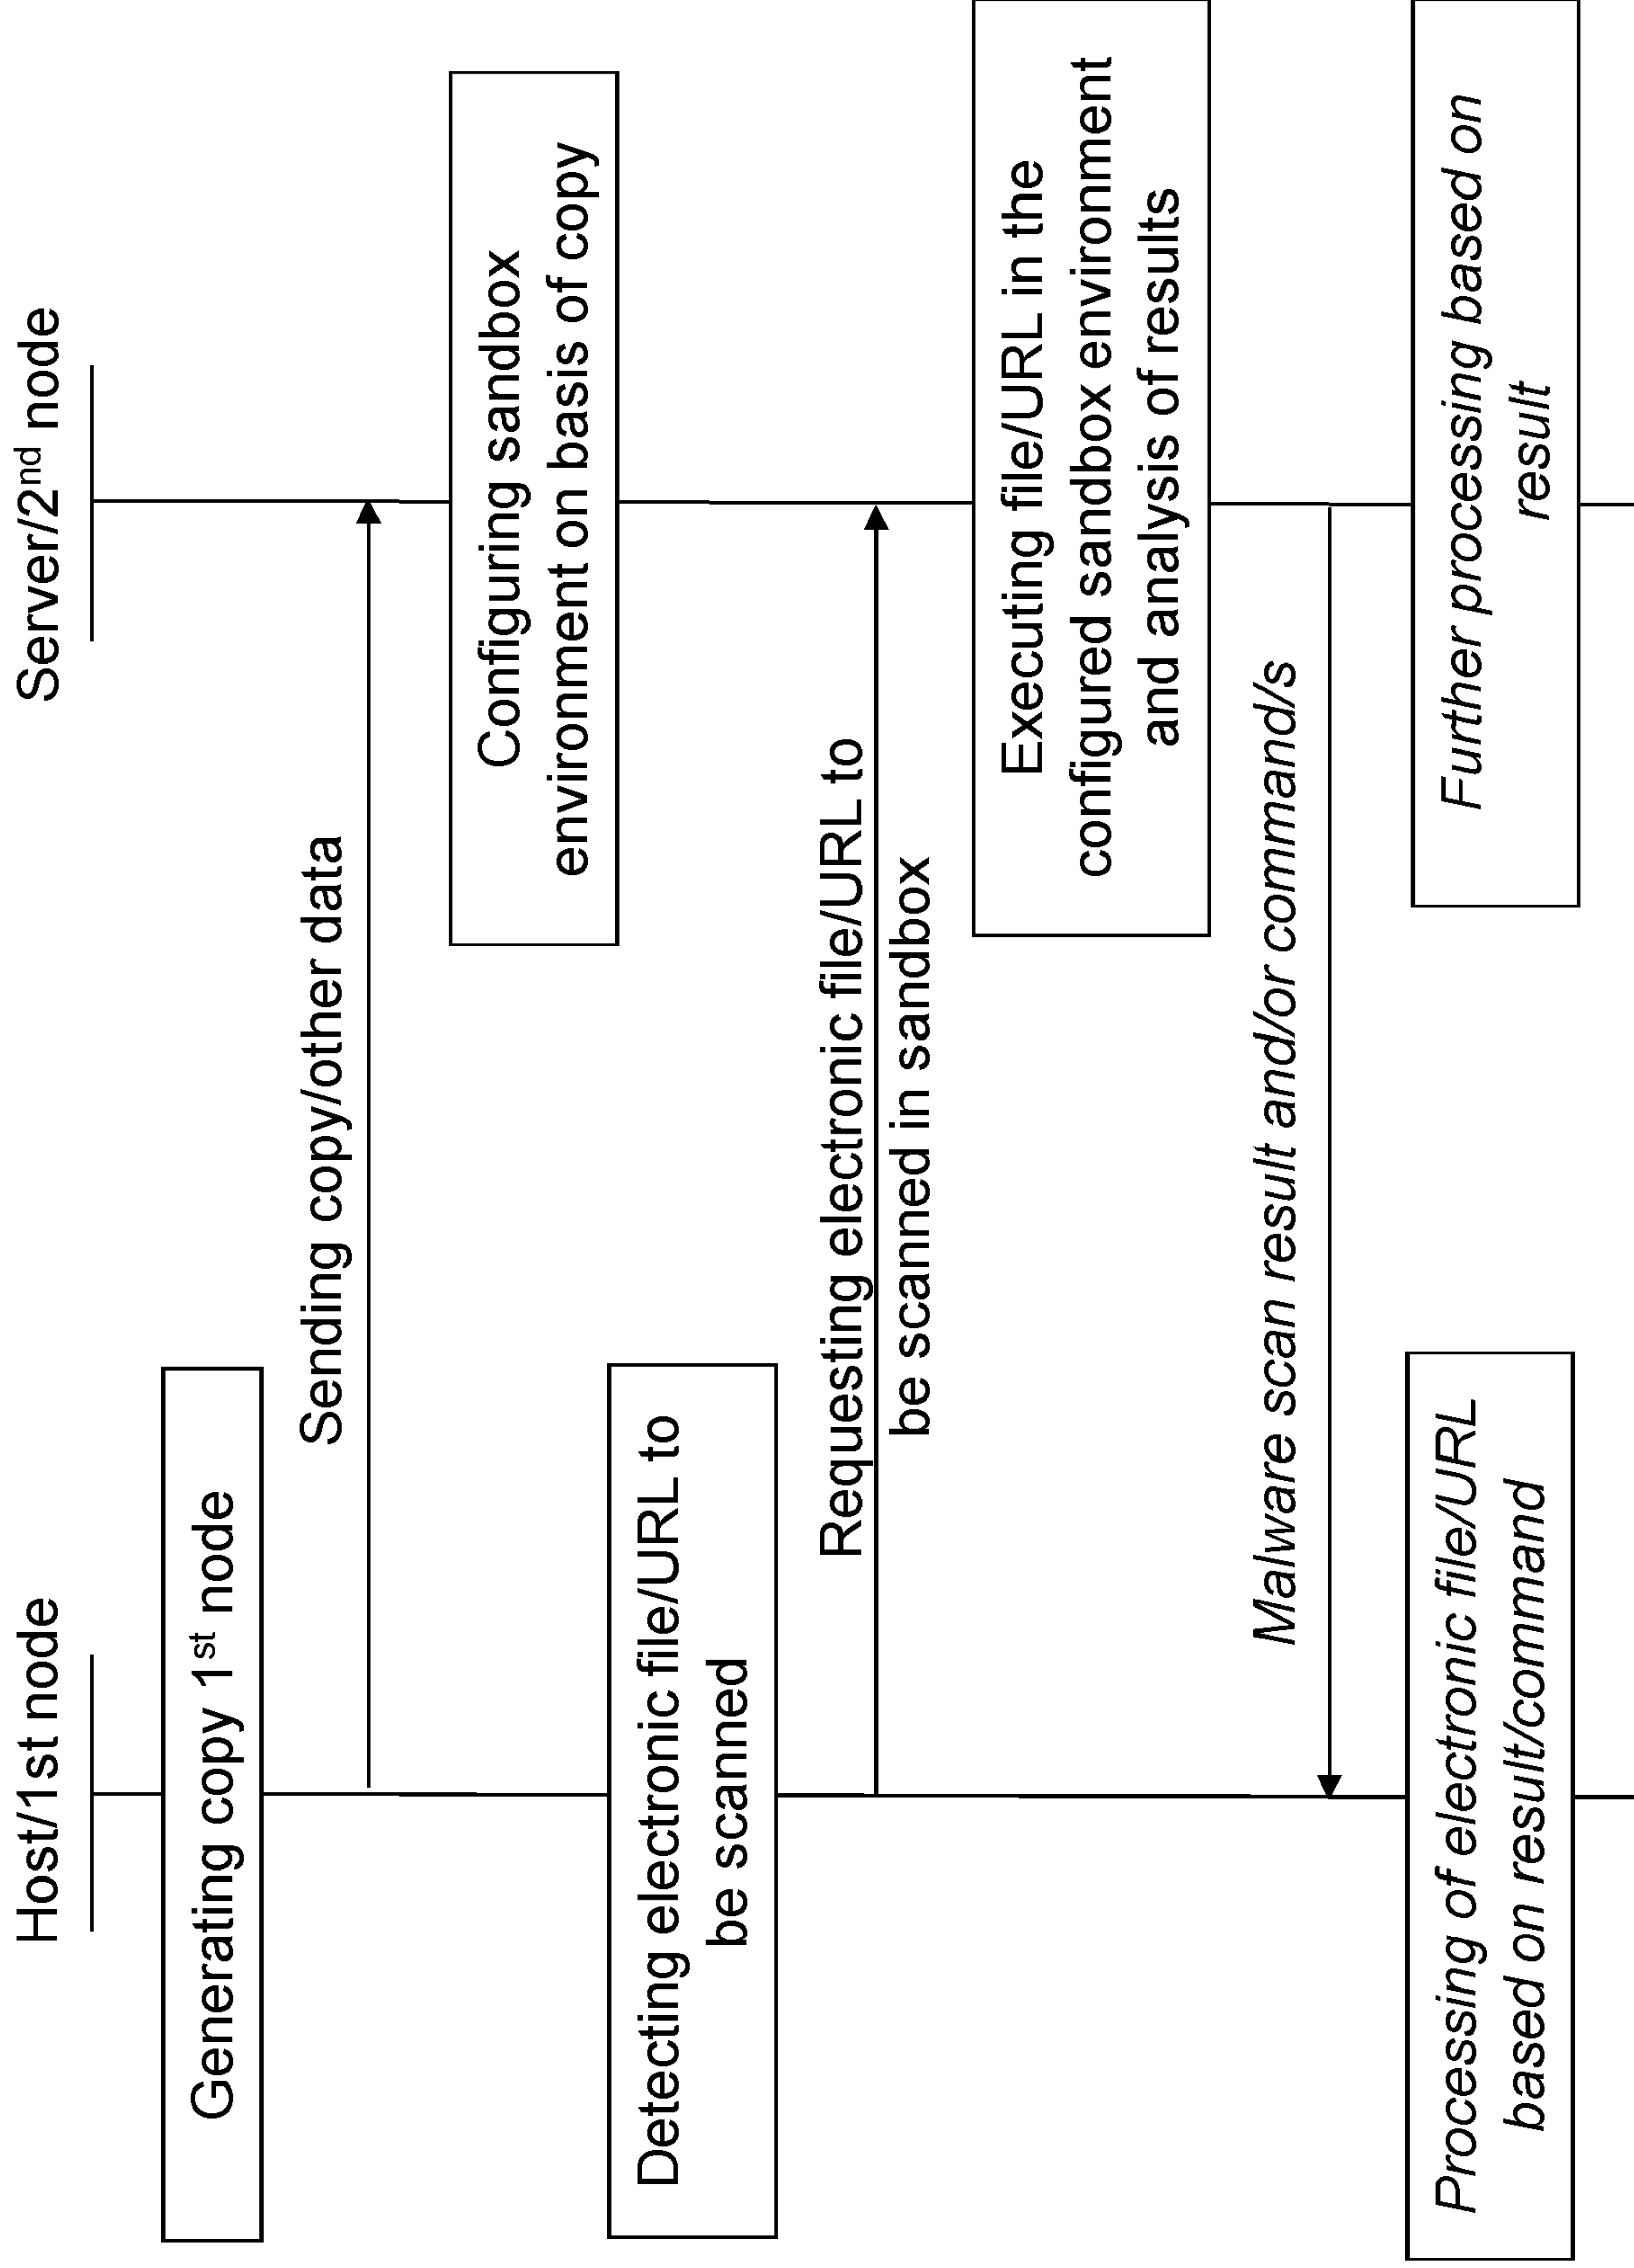 Host/1st node
Server/2nd node
Generating copy 1st node
Sending copy/other data
Configuring sandbox
environment on basis of copy
Detecting electronic file/URL to
be scanned
Requesting electronic file/URL to
be scanned in sandbox
Executing file/URL in the
configured sandbox environment
and analysis of results
Malware scan result and/or command/s
Processing of electronic file/URL
based on result/command
Further processing based on
result